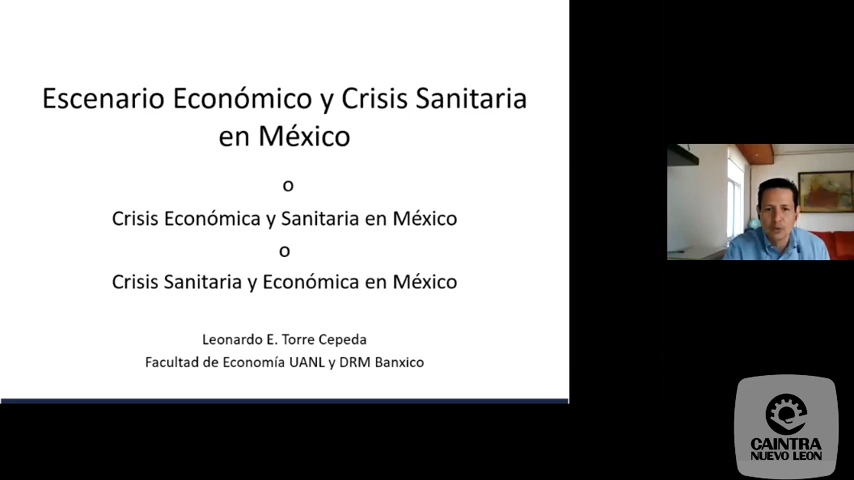 Escenario Económico y Crisis Sanitaria
en México
o
Crisis Económica y Sanitaria en México
o
Crisis Sanitaria y Económica en México
Leonardo E. Torre Cepeda
Facultad de Economía UANL y DRM Banxico
CAINTRA
NUEVO LEON